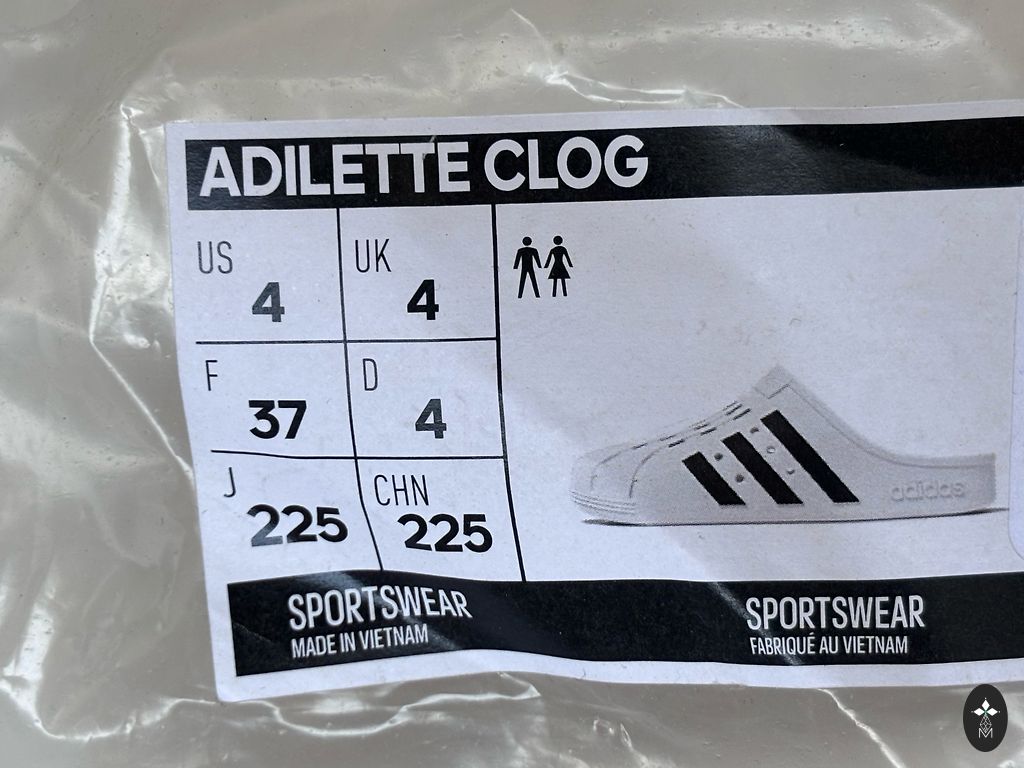 ADILETTE CLOG
US
4
UK
4
F
37
D
4
J
225
CHN
225
adidas
SPORTSWEAR
MADE IN VIETNAM
SPORTSWEAR
FABRIQUÉ AU VIETNAM
M